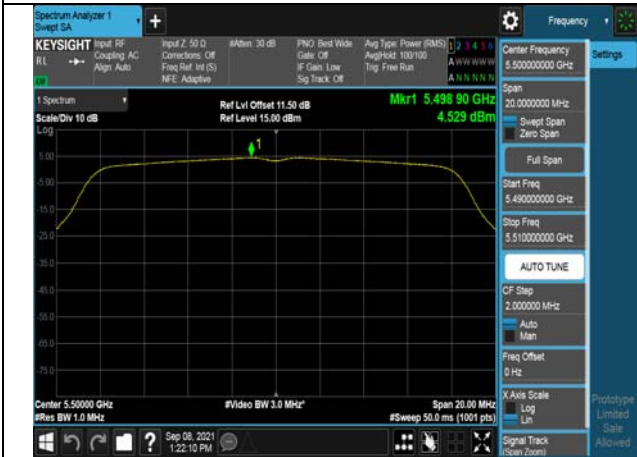 Spectrum Analyzer 1
Swept SA
+
Frequency
KEYSIGHT
RL
Input: RF
Coupling: AC
Align: Auto
Input Z: 50 Ω
Corrections: Off
Freq Ref: Int (S)
NFE: Adaptive
#Atten: 30 dB
PNO: Best Wide
Gate: Off
IF Gain: Low
Sig Track: Off
Avg Type: Power (RMS)
Avg|Hold: 100/100
Trig: Free Run
1 2 3 4 5 6
A W W W W W
A N N N N N
1 Spectrum
Scale/Div 10 dB
Log
Ref Lvl Offset 11.50 dB
Ref Level 15.00 dBm
Mkr1 5.498 90 GHz
4.529 dBm
1
5.00
-5.00
-15.0
-25.0
-35.0
-45.0
-55.0
-65.0
-75.0
Center 5.50000 GHz
#Res BW 1.0 MHz
#Video BW 3.0 MHz*
Span 20.00 MHz
#Sweep 50.0 ms (1001 pts)
?
Sep 08, 2021
1:22:10 PM
Center Frequency
5.500000000 GHz
Settings
Span
20.0000000 MHz
Swept Span
Zero Span
Full Span
Start Freq
5.490000000 GHz
Stop Freq
5.510000000 GHz
AUTO TUNE
CF Step
2.000000 MHz
Auto
Man
Freq Offset
0 Hz
X Axis Scale
Log
Lin
Signal Track
(Span Zoom)
Prototype
Limited
Sale
Allowed